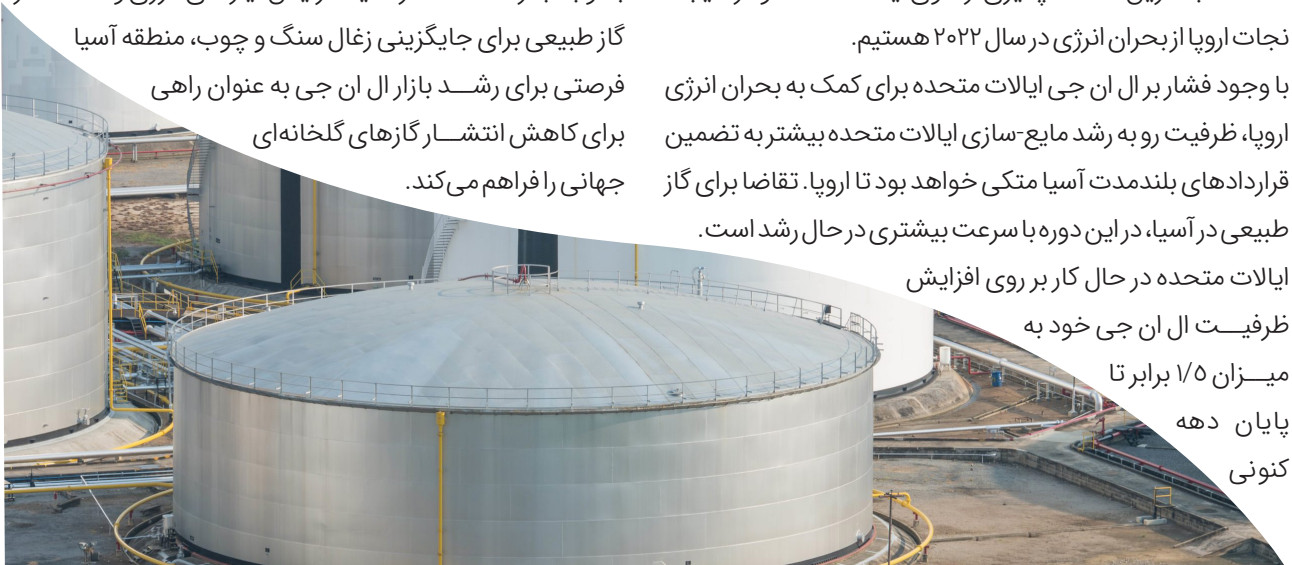 نجات اروپا از بحران انرژی در سال ۲۰۲۲ هستیم.
با وجود فشار بر ال ان جی ایالات متحده برای کمک به بحران انرژی
اروپا، ظرفیت رو به رشد مایع-سازی ایالات متحده بیشتر به تضمین
قراردادهای بلندمدت آسیا متکی خواهد بود تا اروپا. تقاضا برای گاز
طبیعی در آسیا، در این دوره با سرعت بیشتری در حال رشد است.
ایالات متحده در حال کار بر روی افزایش
ظرفیــت ال ان جی خود به
میــزان ۱/۵ برابر تا
پایان دهه
کنونی
گاز طبیعی برای جایگزینی زغال سنگ و چوب، منطقه آسیا
فرصتی برای رشــد بازار ال ان جی به عنوان راهی
برای کاهش انتشــار گازهای گلخانه‌ای
جهانی را فراهم می‌کند.